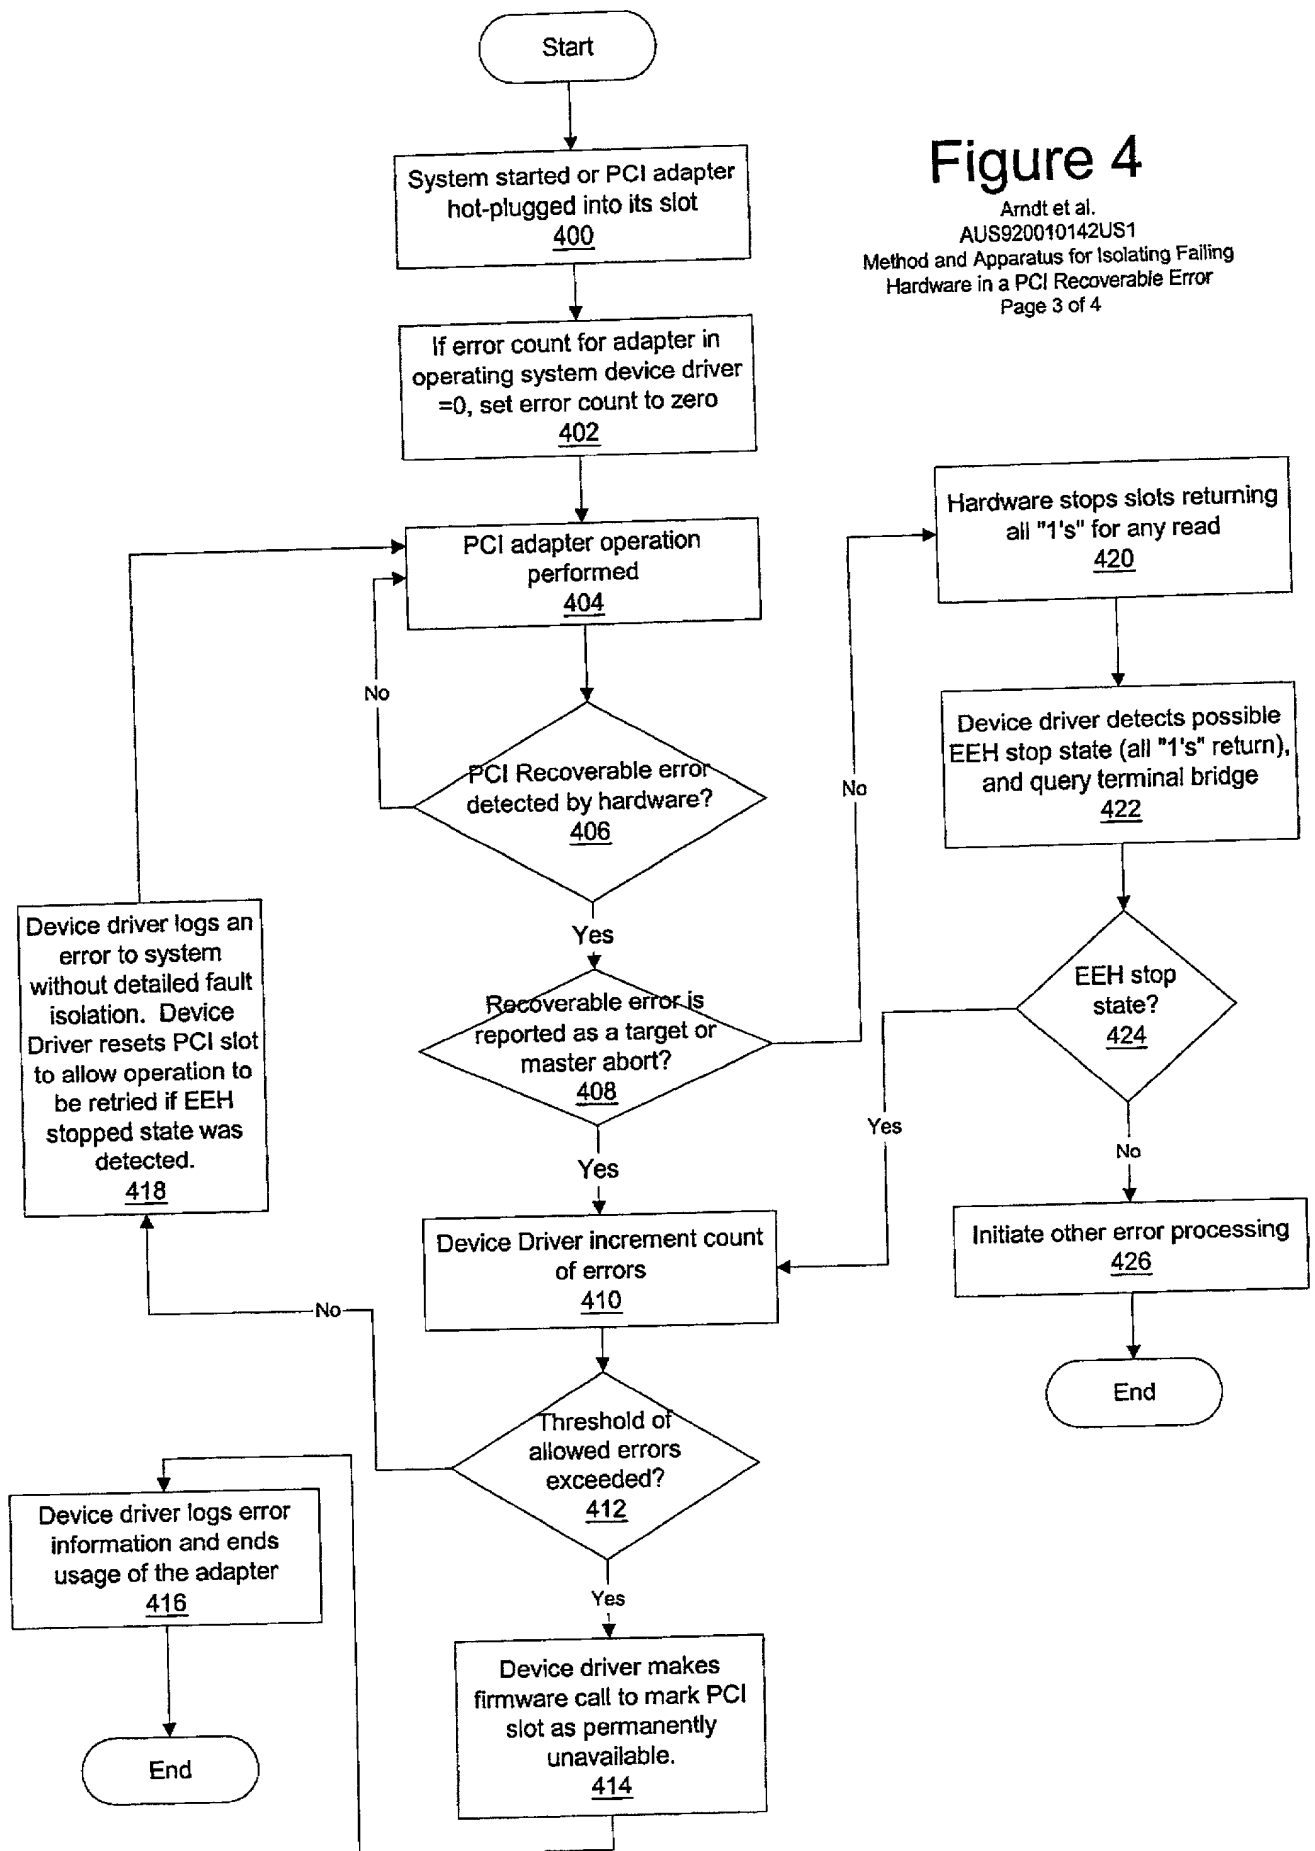 Start
System started or PCI adapter
hot-plugged into its slot
400
Figure 4
Arndt et al.
AUS920010142US1
Method and Apparatus for Isolating Failing
Hardware in a PCI Recoverable Error
Page 3 of 4
If error count for adapter in
operating system device driver
=0, set error count to zero
402
PCI adapter operation
performed
404
No
PCI Recoverable error
detected by hardware?
406
Yes
Recoverable error is
reported as a target or
master abort?
408
No
Yes
Hardware stops slots returning
all "1's" for any read
420
Device driver detects possible
EEH stop state (all "1's" return),
and query terminal bridge
422
EEH stop
state?
424
Yes
No
Initiate other error processing
426
End
Device Driver increment count
of errors
410
Threshold of
allowed errors
exceeded?
412
No
Device driver logs an
error to system
without detailed fault
isolation. Device
Driver resets PCI slot
to allow operation to
be retried if EEH
stopped state was
detected.
418
Yes
Device driver makes
firmware call to mark PCI
slot as permanently
unavailable.
414
Device driver logs error
information and ends
usage of the adapter
416
End